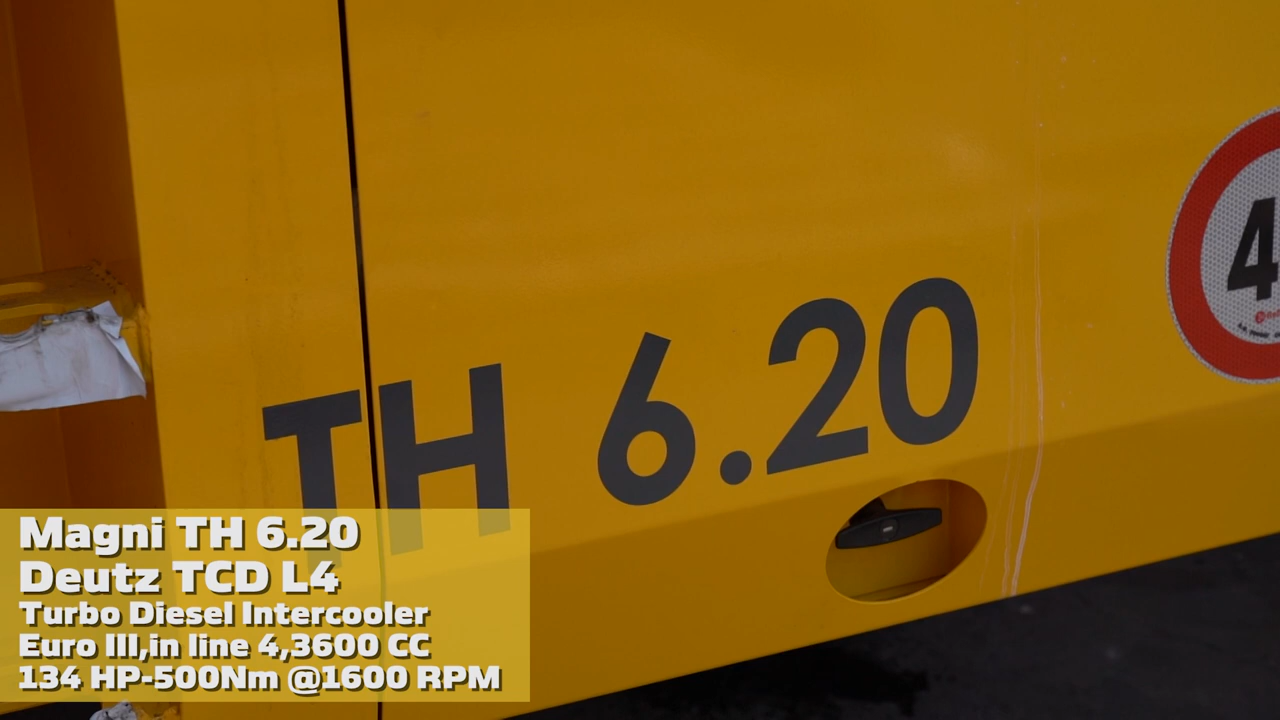 TH 6.20
4
Magni TH 6.20
Deutz TCD L4
Turbo Diesel Intercooler
Euro III,in line 4,3600 CC
134 HP-500Nm @1600 RPM